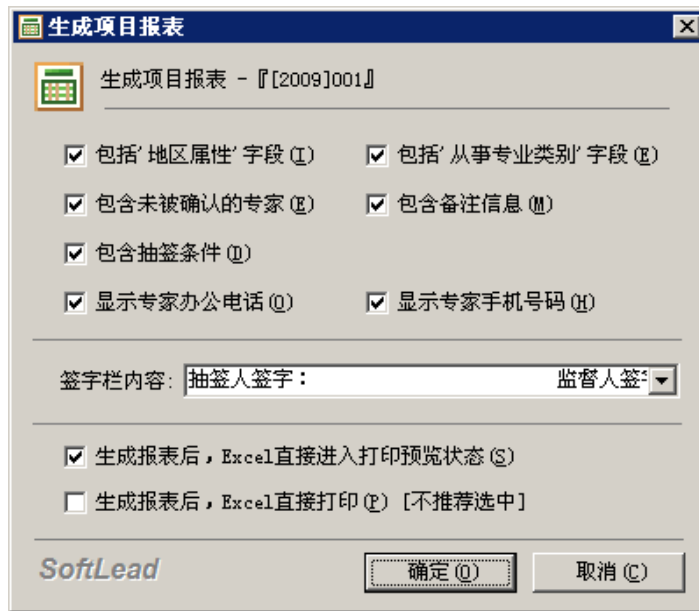 生成项目报表
生成项目报表 - 『[2009]001』
包括'地区属性'字段(I) 包括'从事专业类别'字段(E)
包含未被确认的专家(E) 包含备注信息(M)
包含抽签条件(D)
显示专家办公电话(O) 显示专家手机号码(H)
签字栏内容: 抽签人签字： 监督人签
生成报表后，Excel直接进入打印预览状态(S)
生成报表后，Excel直接打印(P) [不推荐选中]
SoftLead 确定(O) 取消(C)